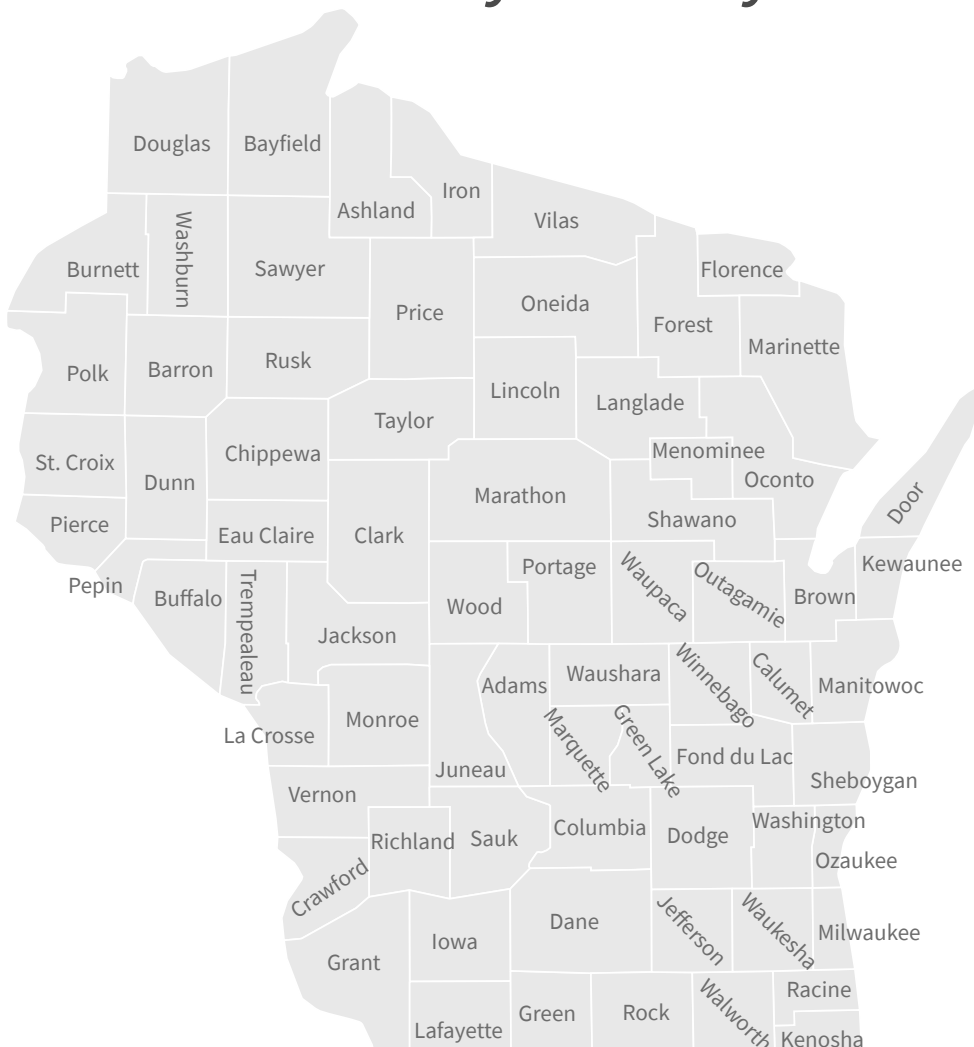 Douglas
Bayfield
Iron
Ashland
Vilas
Washburn
Burnett
Sawyer
Florence
Price
Oneida
Forest
Marinette
Polk
Barron
Rusk
Lincoln
Langlade
Taylor
St. Croix
Dunn
Chippewa
Menominee
Oconto
Marathon
Shawano
Door
Pierce
Eau Claire
Clark
Pepin
Buffalo
Trempealeau
Wood
Portage
Waupaca
Outagamie
Brown
Kewaunee
Jackson
Adams
Waushara
Winnebago
Calumet
Manitowoc
La Crosse
Monroe
Juneau
Marquette
Green Lake
Fond du Lac
Sheboygan
Vernon
Richland
Sauk
Columbia
Dodge
Washington
Ozaukee
Crawford
Grant
Iowa
Dane
Jefferson
Waukesha
Milwaukee
Lafayette
Green
Rock
Walworth
Racine
Kenosha